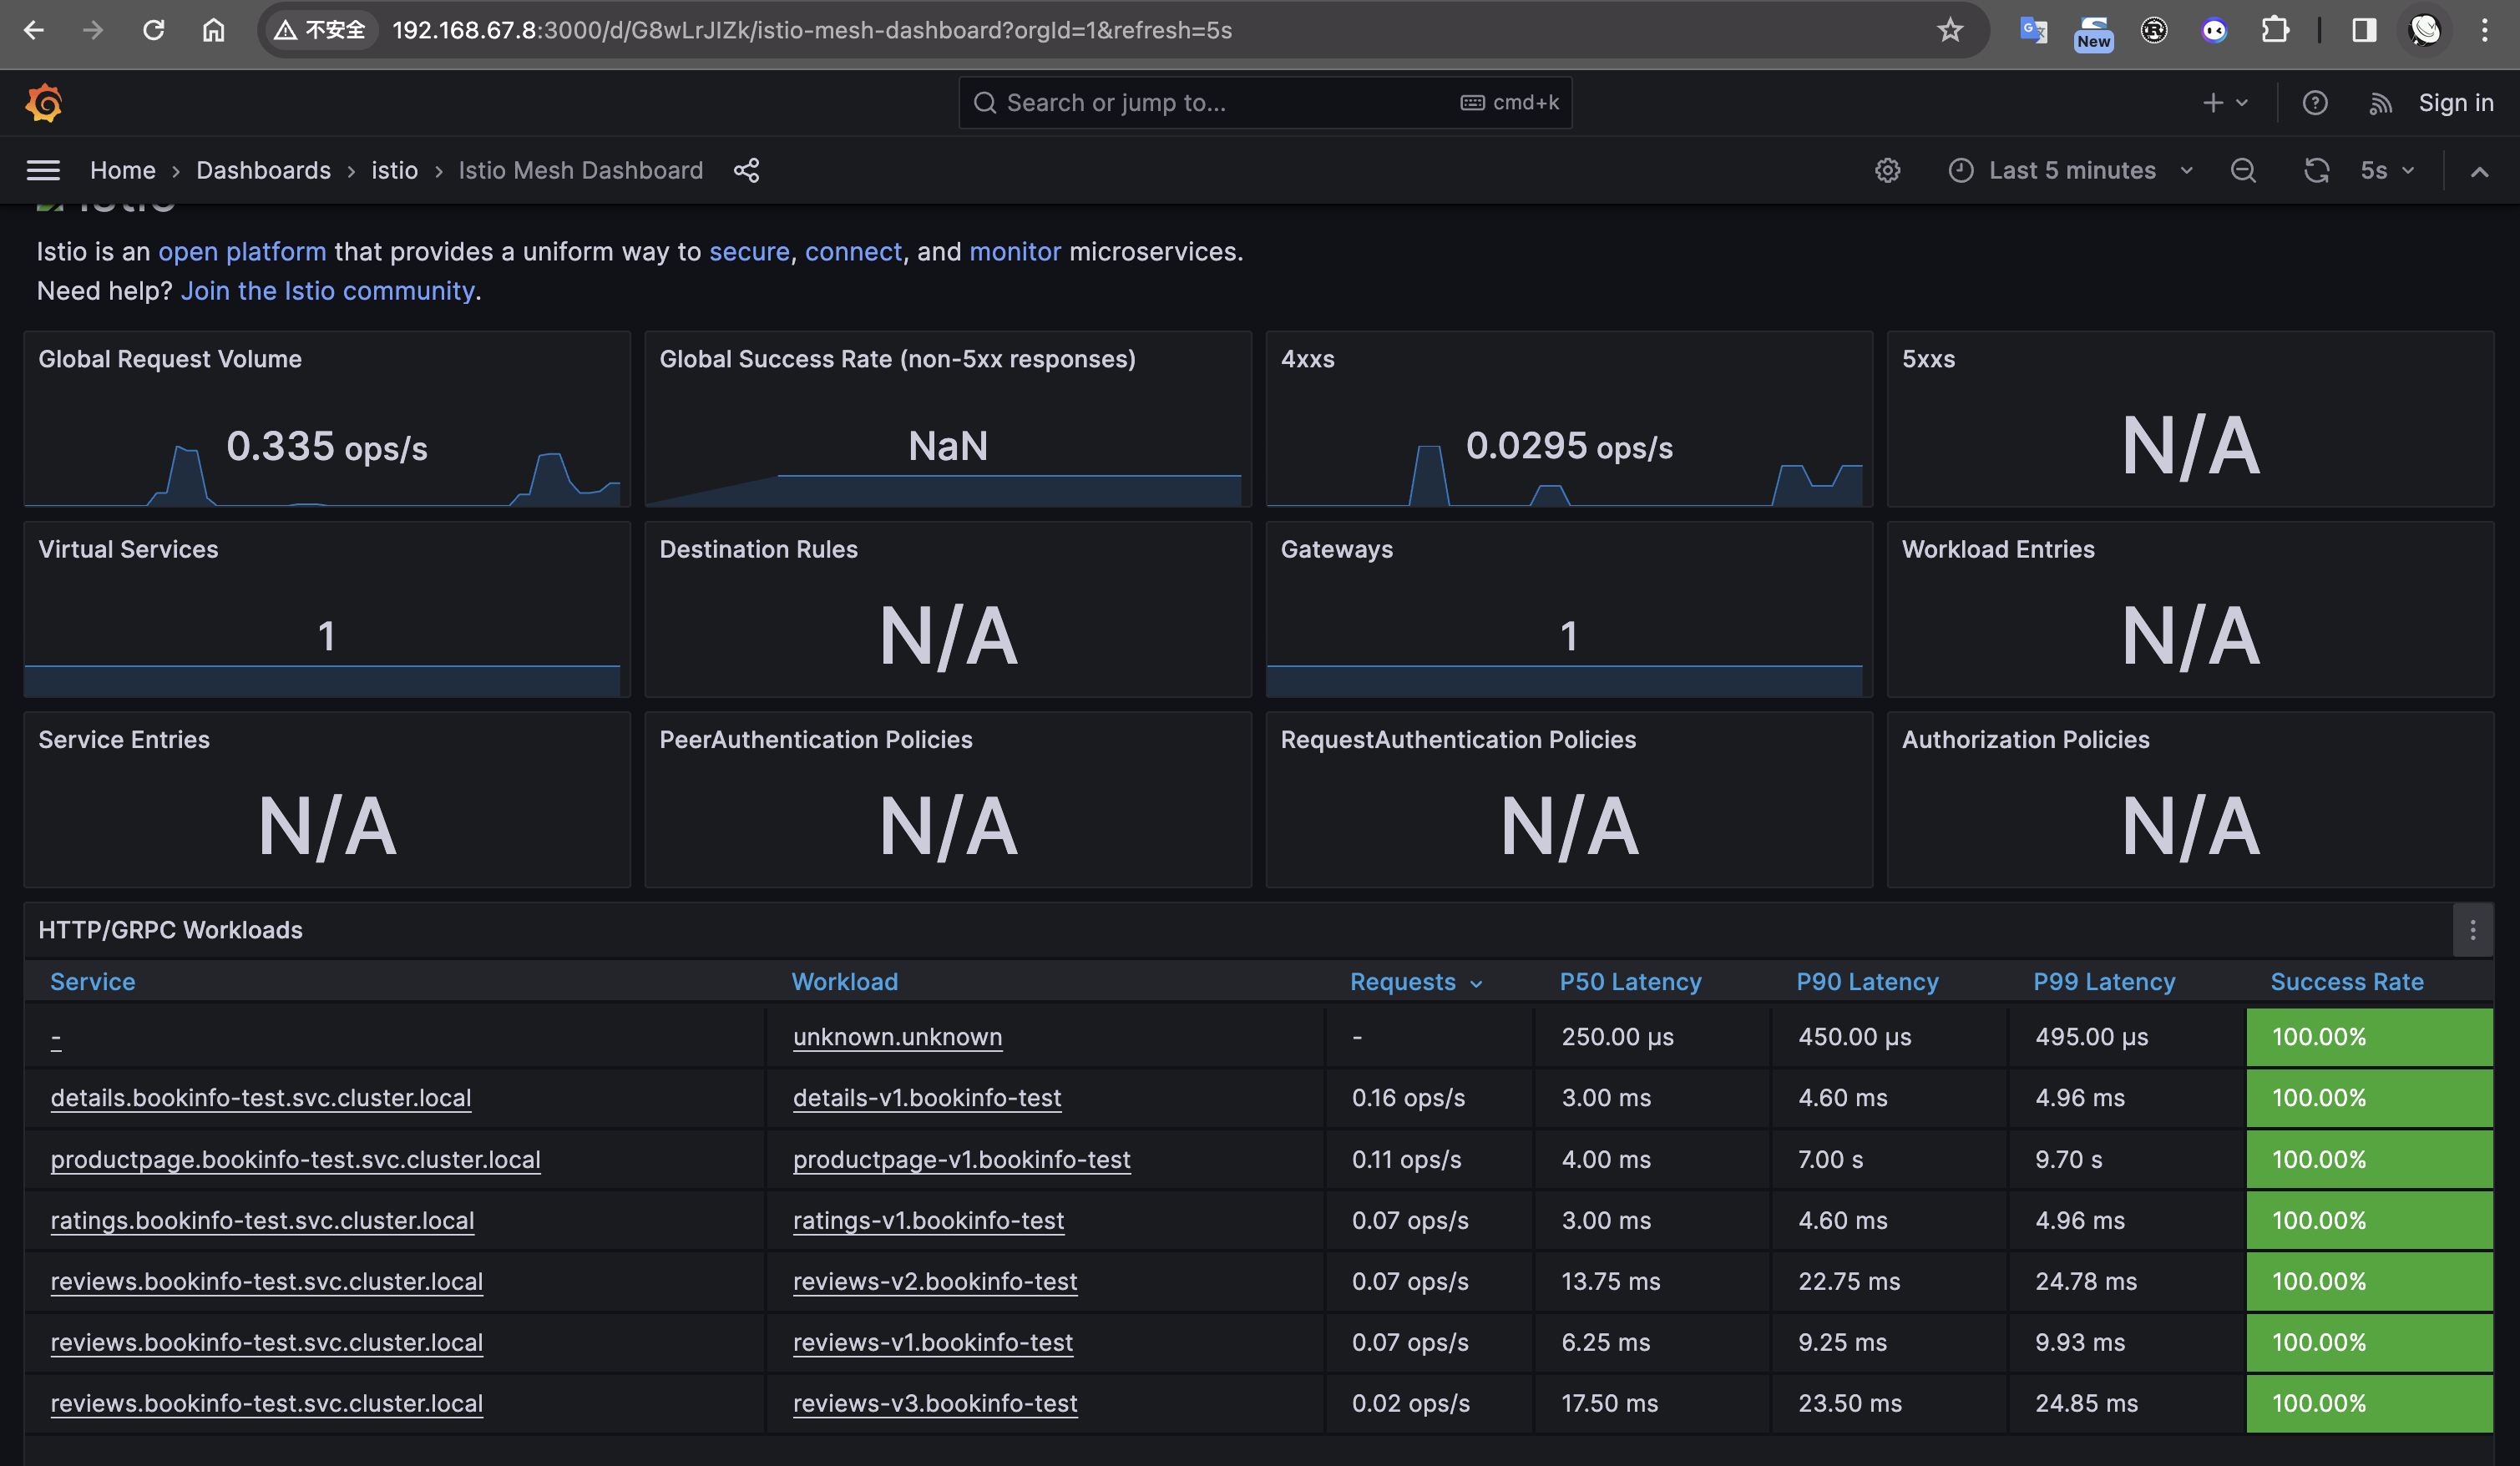 不安全 192.168.67.8:3000/d/G8wLrJIZk/istio-mesh-dashboard?orgId=1&refresh=5s
New
Search or jump to... cmd+k
Sign in
Home › Dashboards › istio › Istio Mesh Dashboard
Last 5 minutes
5s
Istio
Istio is an open platform that provides a uniform way to secure, connect, and monitor microservices.
Need help? Join the Istio community.
Global Request Volume
0.335 ops/s
Global Success Rate (non-5xx responses)
NaN
4xxs
0.0295 ops/s
5xxs
N/A
Virtual Services
1
Destination Rules
N/A
Gateways
1
Workload Entries
N/A
Service Entries
N/A
PeerAuthentication Policies
N/A
RequestAuthentication Policies
N/A
Authorization Policies
N/A
HTTP/GRPC Workloads
Service Workload Requests P50 Latency P90 Latency P99 Latency Success Rate
- unknown.unknown - 250.00 µs 450.00 µs 495.00 µs 100.00%
details.bookinfo-test.svc.cluster.local details-v1.bookinfo-test 0.16 ops/s 3.00 ms 4.60 ms 4.96 ms 100.00%
productpage.bookinfo-test.svc.cluster.local productpage-v1.bookinfo-test 0.11 ops/s 4.00 ms 7.00 s 9.70 s 100.00%
ratings.bookinfo-test.svc.cluster.local ratings-v1.bookinfo-test 0.07 ops/s 3.00 ms 4.60 ms 4.96 ms 100.00%
reviews.bookinfo-test.svc.cluster.local reviews-v2.bookinfo-test 0.07 ops/s 13.75 ms 22.75 ms 24.78 ms 100.00%
reviews.bookinfo-test.svc.cluster.local reviews-v1.bookinfo-test 0.07 ops/s 6.25 ms 9.25 ms 9.93 ms 100.00%
reviews.bookinfo-test.svc.cluster.local reviews-v3.bookinfo-test 0.02 ops/s 17.50 ms 23.50 ms 24.85 ms 100.00%